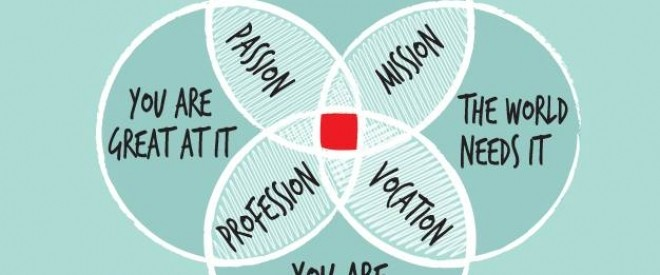 PASSION
MISSION
YOU ARE
GREAT AT IT
THE WORLD
NEEDS IT
PROFESSION
VOCATION
YOU ARE